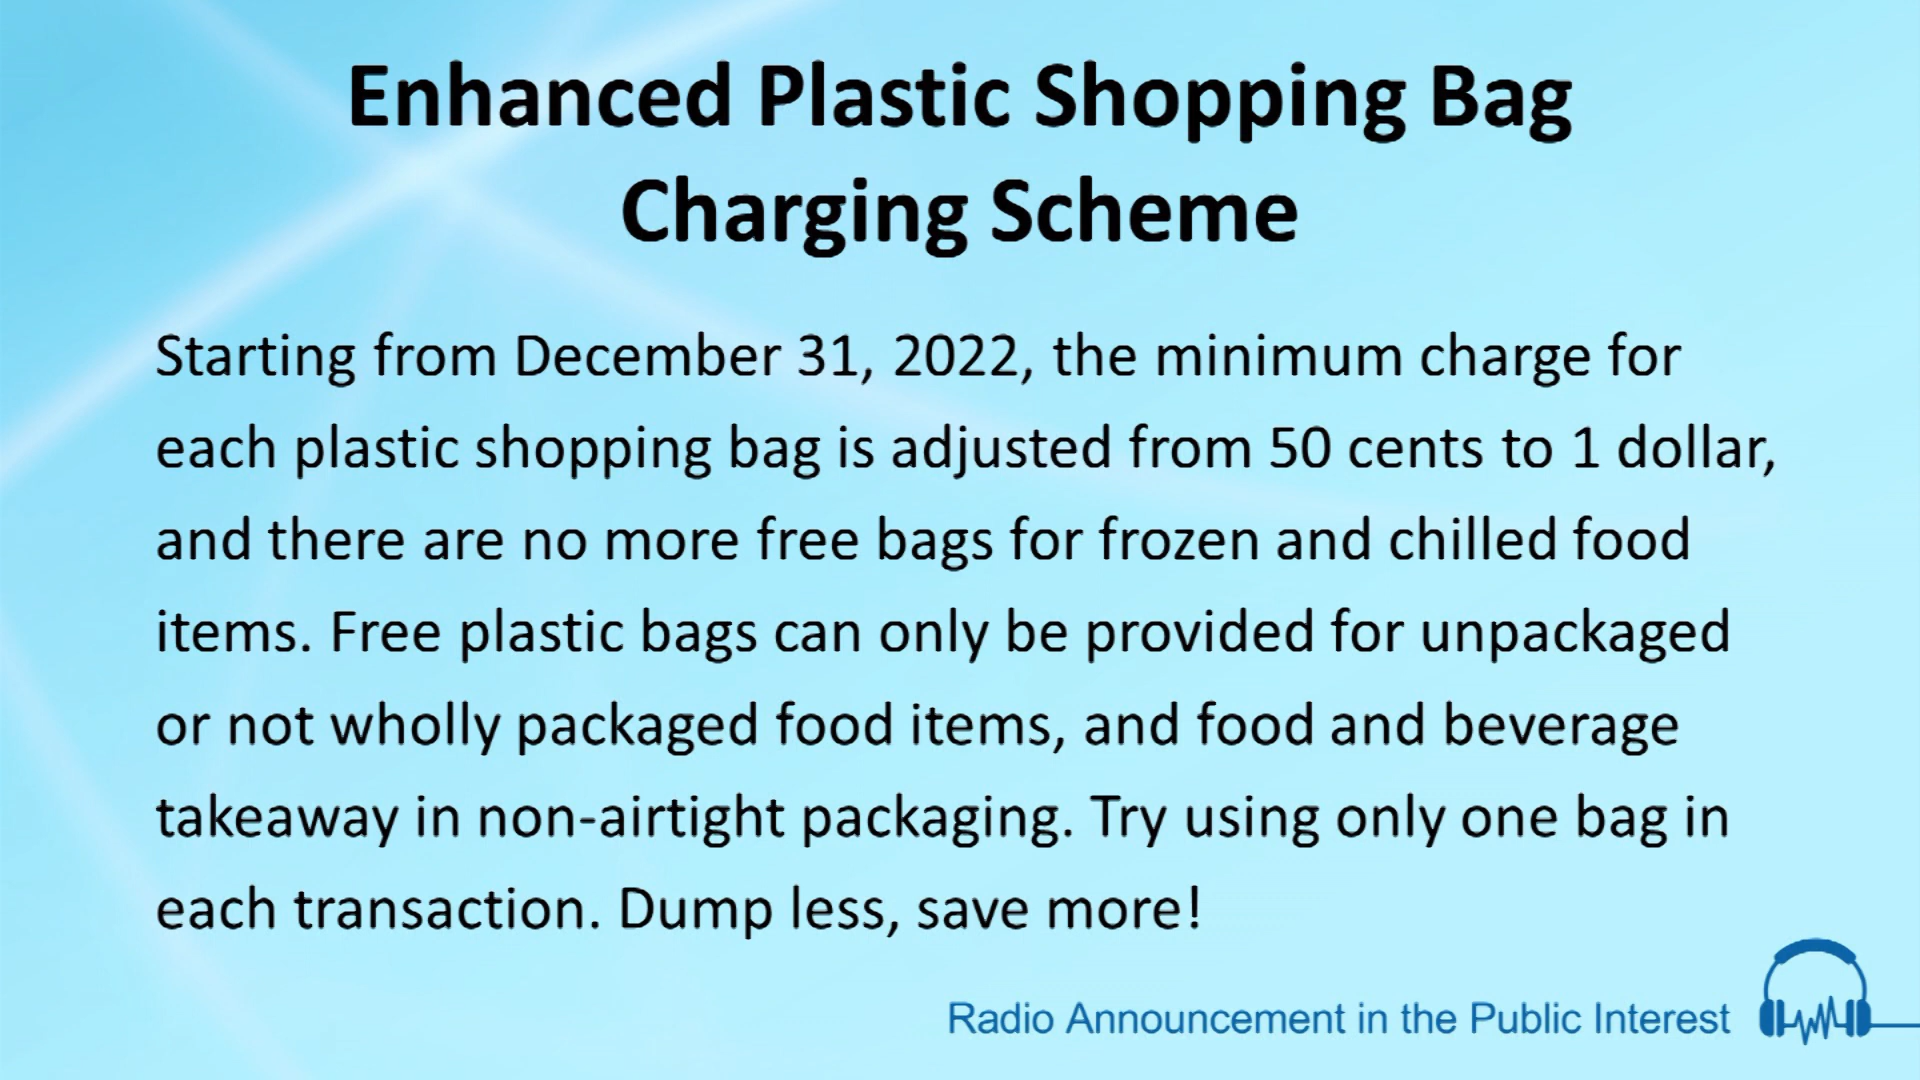 Enhanced Plastic Shopping Bag
Charging Scheme
Starting from December 31, 2022, the minimum charge for
each plastic shopping bag is adjusted from 50 cents to 1 dollar,
and there are no more free bags for frozen and chilled food
items. Free plastic bags can only be provided for unpackaged
or not wholly packaged food items, and food and beverage
takeaway in non-airtight packaging. Try using only one bag in
each transaction. Dump less, save more!
Radio Announcement in the Public Interest